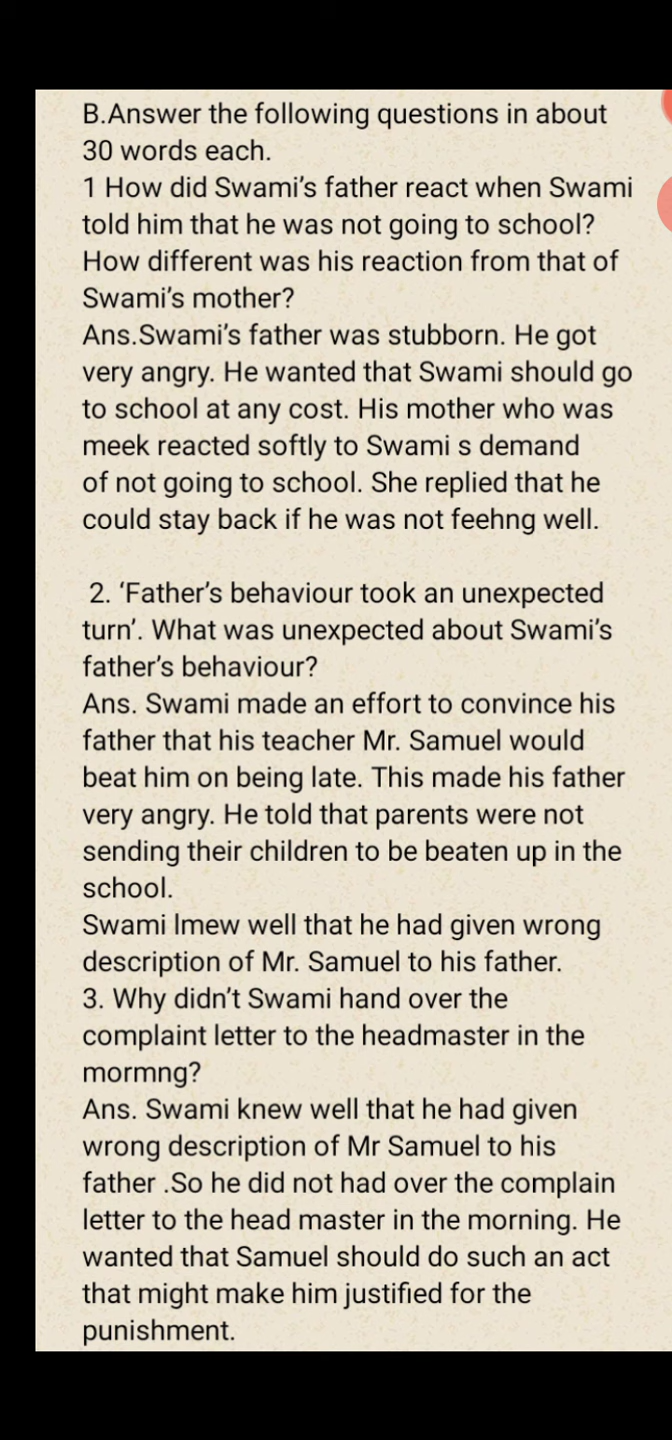 B.Answer the following questions in about
30 words each.
1 How did Swami's father react when Swami
told him that he was not going to school?
How different was his reaction from that of
Swami's mother?
Ans.Swami's father was stubborn. He got
very angry. He wanted that Swami should go
to school at any cost. His mother who was
meek reacted softly to Swami s demand
of not going to school. She replied that he
could stay back if he was not feehng well.
2. ‘Father's behaviour took an unexpected
turn’. What was unexpected about Swami's
father's behaviour?
Ans. Swami made an effort to convince his
father that his teacher Mr. Samuel would
beat him on being late. This made his father
very angry. He told that parents were not
sending their children to be beaten up in the
school.
Swami lmew well that he had given wrong
description of Mr. Samuel to his father.
3. Why didn't Swami hand over the
complaint letter to the headmaster in the
mormng?
Ans. Swami knew well that he had given
wrong description of Mr Samuel to his
father .So he did not had over the complain
letter to the head master in the morning. He
wanted that Samuel should do such an act
that might make him justified for the
punishment.